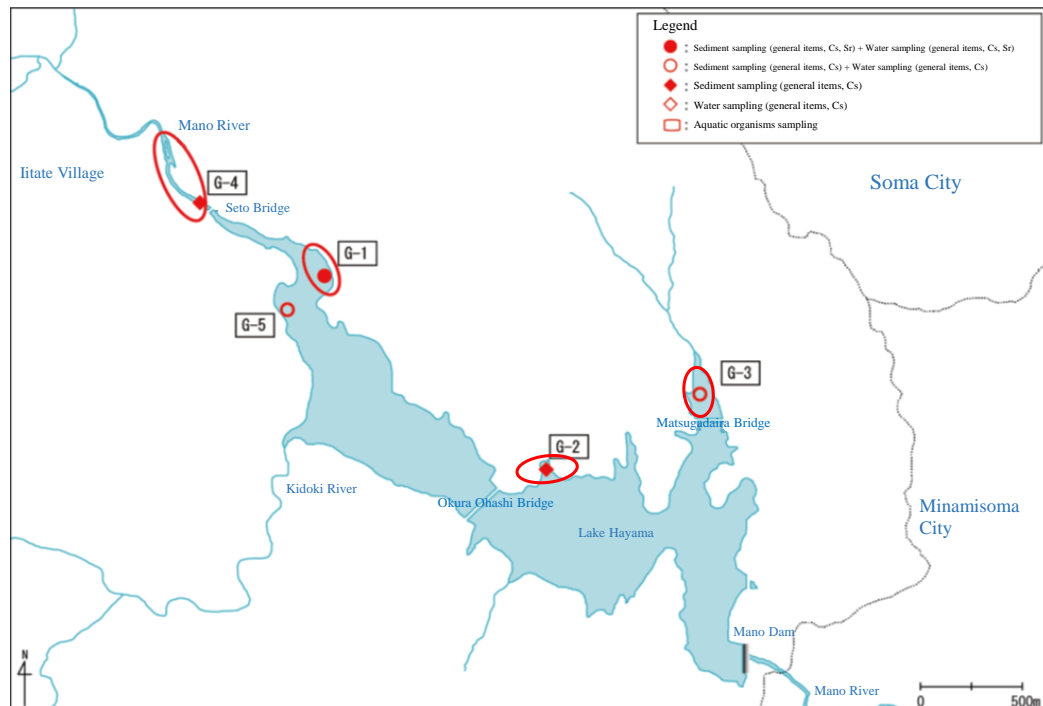 Legend
: Sediment sampling (general items, Cs, Sr) + Water sampling (general items, Cs, Sr)
: Sediment sampling (general items, Cs) + Water sampling (general items, Cs)
: Sediment sampling (general items, Cs)
: Water sampling (general items, Cs)
: Aquatic organisms sampling
Mano River
Iitate Village
G-4
Soma City
Seto Bridge
G-1
G-5
G-3
Matsugadaira Bridge
G-2
Kidoki River
Okura Ohashi Bridge
Lake Hayama
Minamisoma
City
Mano Dam
N
Mano River
0
500m